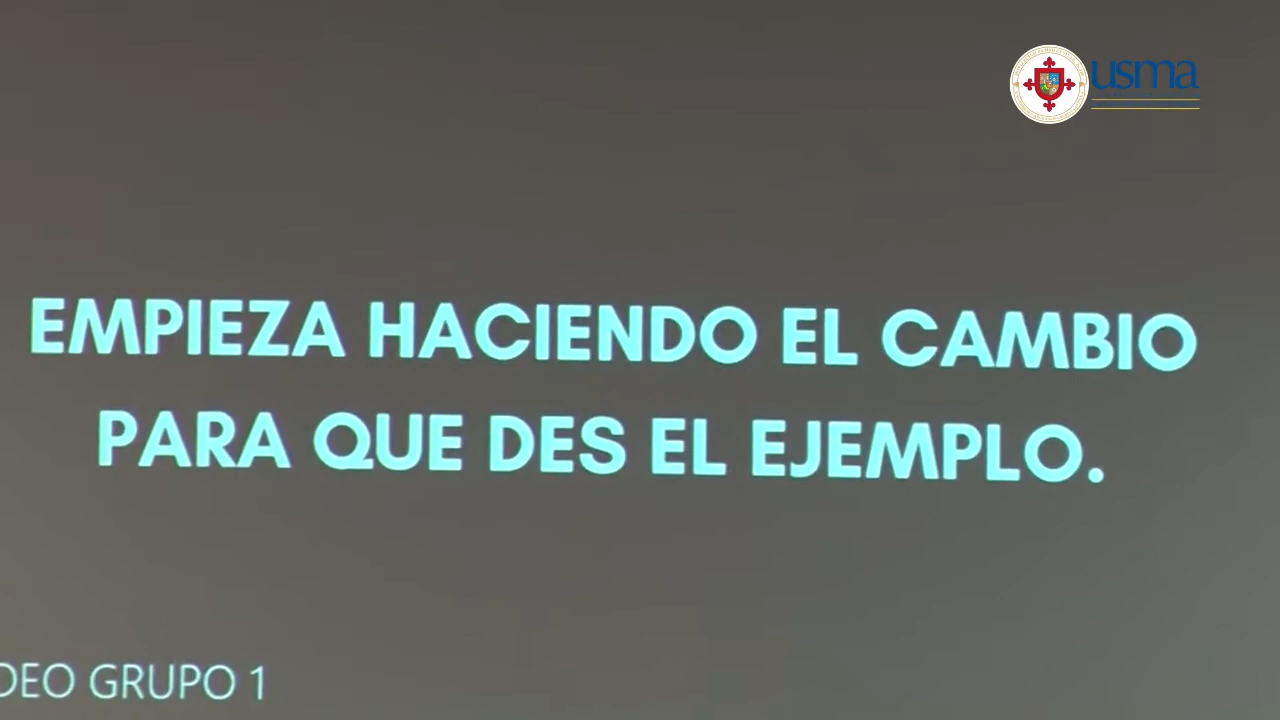 usma
EMPIEZA HACIENDO EL CAMBIO
PARA QUE DES EL EJEMPLO.
DEO GRUPO 1